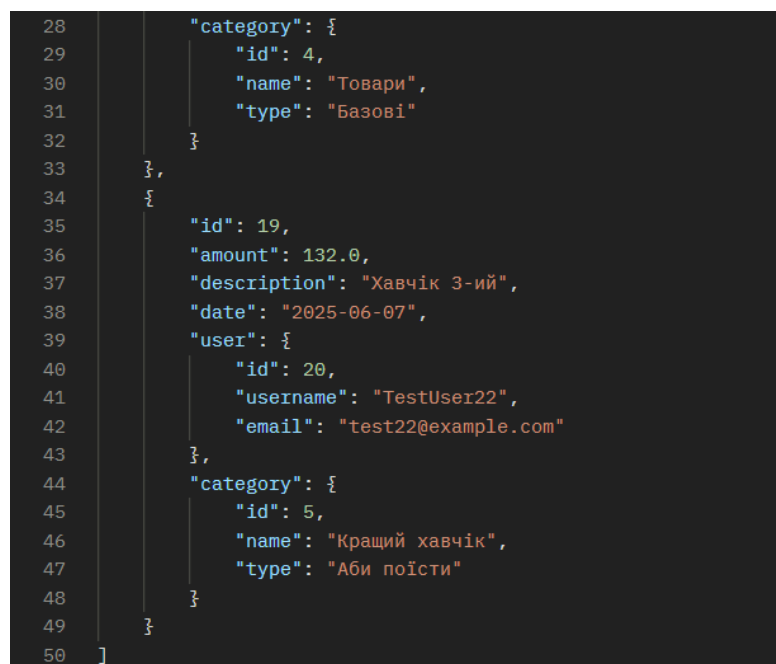 28 "category": {
29 "id": 4,
30 "name": "Товари",
31 "type": "Базові"
32 }
33 },
34 {
35 "id": 19,
36 "amount": 132.0,
37 "description": "Хавчік 3-ий",
38 "date": "2025-06-07",
39 "user": {
40 "id": 20,
41 "username": "TestUser22",
42 "email": "test22@example.com"
43 },
44 "category": {
45 "id": 5,
46 "name": "Кращий хавчік",
47 "type": "Аби поїсти"
48 }
49 }
50 ]